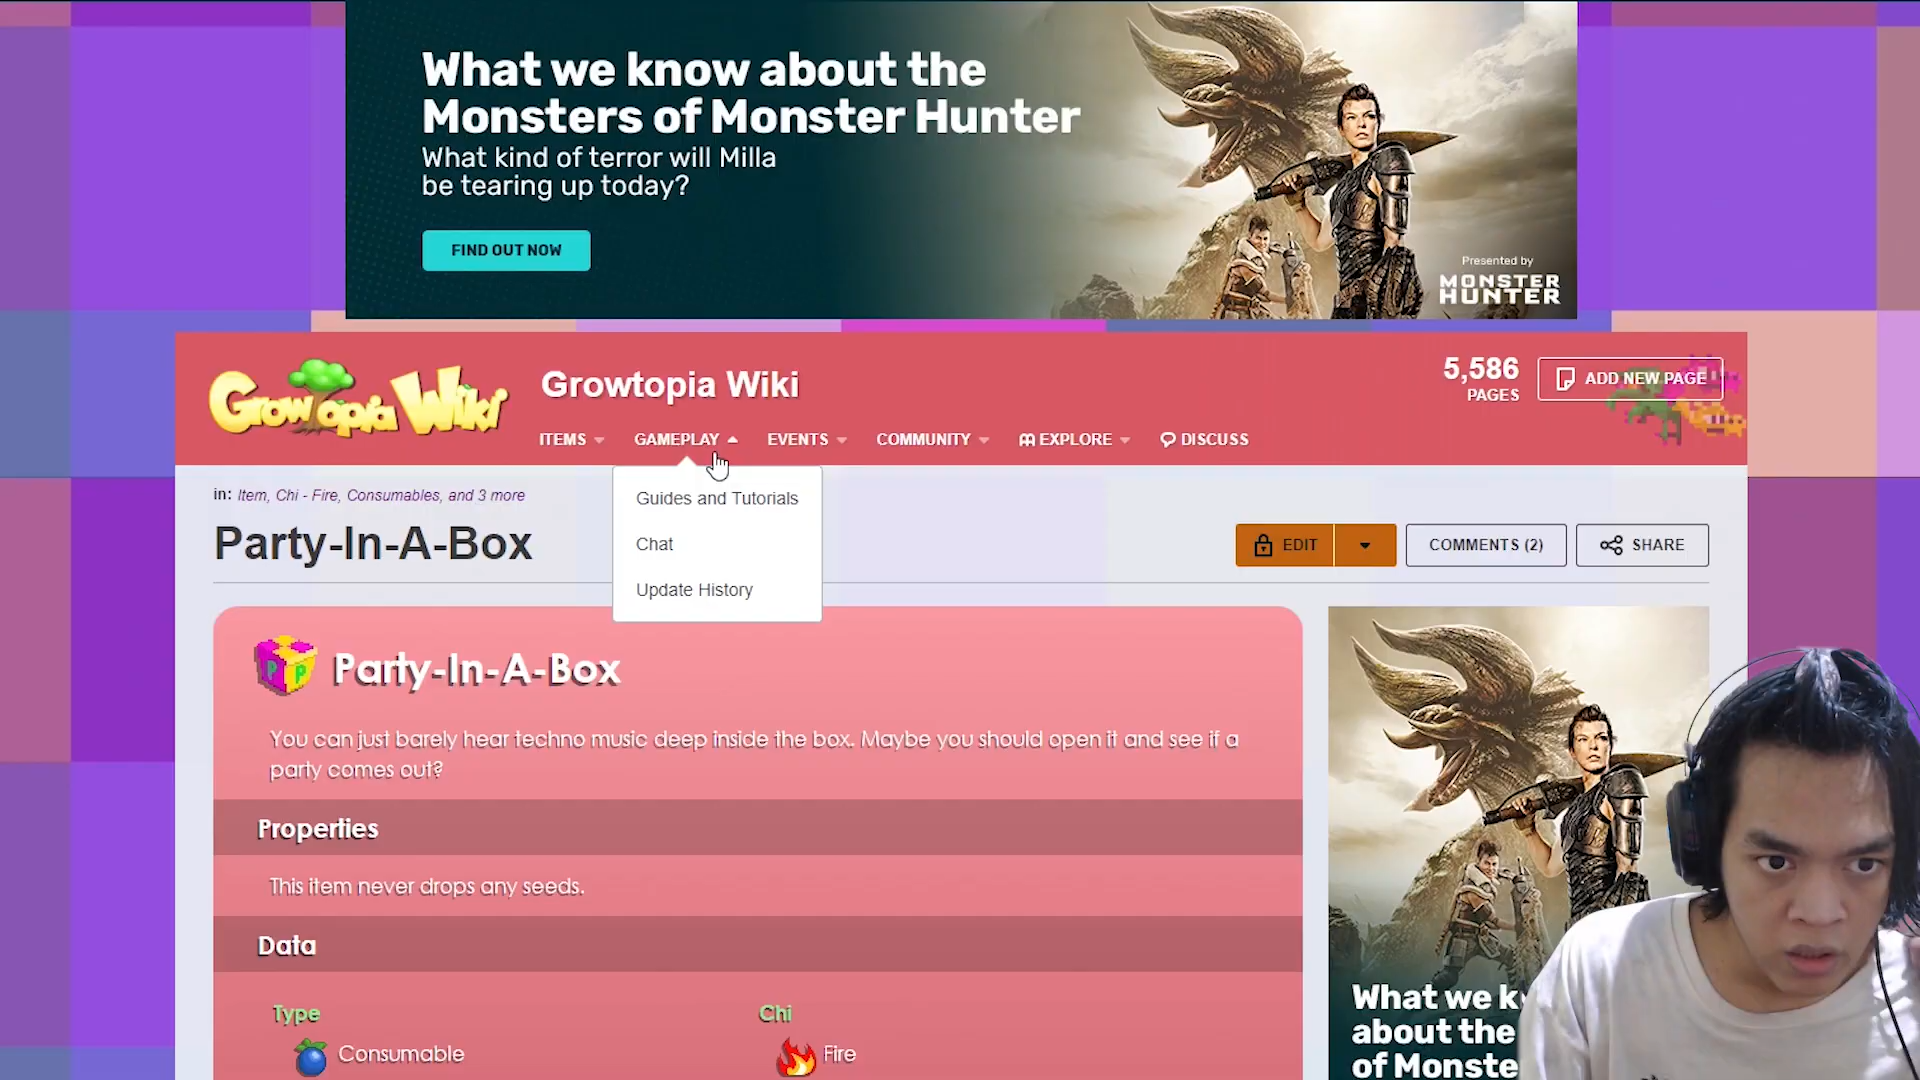 What we know about the
Monsters of Monster Hunter
What kind of terror will Milla
be tearing up today?
FIND OUT NOW
Presented by
MONSTER
HUNTER
Growtopia Wiki
Growtopia Wiki
5,586
PAGES
ADD NEW PAGE
ITEMS
GAMEPLAY
EVENTS
COMMUNITY
EXPLORE
DISCUSS
Guides and Tutorials
Chat
Update History
in: Item, Chi - Fire, Consumables, and 3 more
Party-In-A-Box
EDIT
COMMENTS (2)
SHARE
P P
Party-In-A-Box
You can just barely hear techno music deep inside the box. Maybe you should open it and see if a
party comes out?
Properties
This item never drops any seeds.
Data
Type
Chi
Consumable
Fire
What we k
about the
of Monste